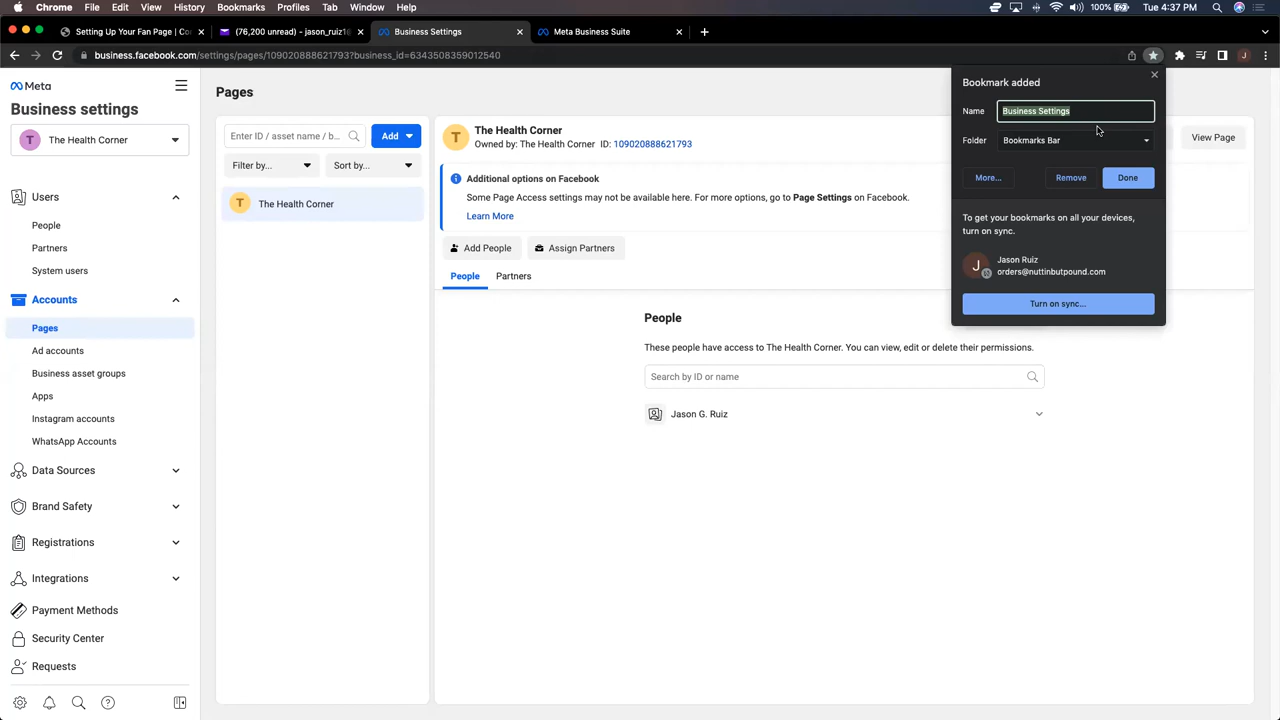 Chrome File Edit View History Bookmarks Profiles Tab Window Help
100% Tue 4:37 PM
Setting Up Your Fan Page | Co
(76,200 unread) - jason_ruiz1@
Business Settings
Meta Business Suite
business.facebook.com/settings/pages/109020888621793?business_id=6343508359012540
J
Meta
Business settings
T The Health Corner
Users
People
Partners
System users
Accounts
Pages
Ad accounts
Business asset groups
Apps
Instagram accounts
WhatsApp Accounts
Data Sources
Brand Safety
Registrations
Integrations
Payment Methods
Security Center
Requests
Pages
Enter ID / asset name / b...
Add
Filter by...
Sort by...
T The Health Corner
T The Health Corner
Owned by: The Health Corner ID: 109020888621793
View Page
Additional options on Facebook
Some Page Access settings may not be available here. For more options, go to Page Settings on Facebook.
Learn More
Add People
Assign Partners
People
Partners
People
These people have access to The Health Corner. You can view, edit or delete their permissions.
Search by ID or name
Jason G. Ruiz
Bookmark added
Name Business Settings
Folder Bookmarks Bar
More... Remove Done
To get your bookmarks on all your devices,
turn on sync.
J
Jason Ruiz
orders@nuttinbutpound.com
Turn on sync...